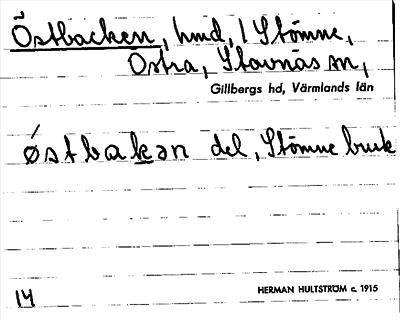 Östbacken, hmd, i Stömne,
Östra, Stavnäs sn,
Gillbergs hd, Värmlands län
østbakən del, Stömne bruk
14
HERMAN HULTSTRÖM c. 1915